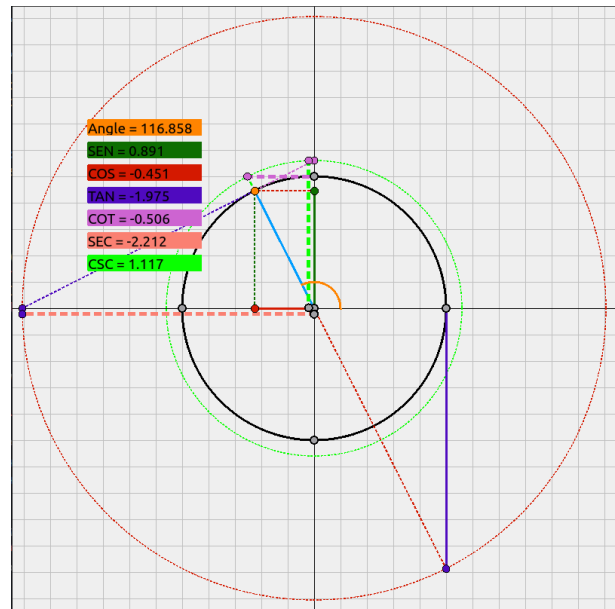 Angle = 116.858
SEN = 0.891
COS = -0.451
TAN = -1.975
COT = -0.506
SEC = -2.212
CSC = 1.117